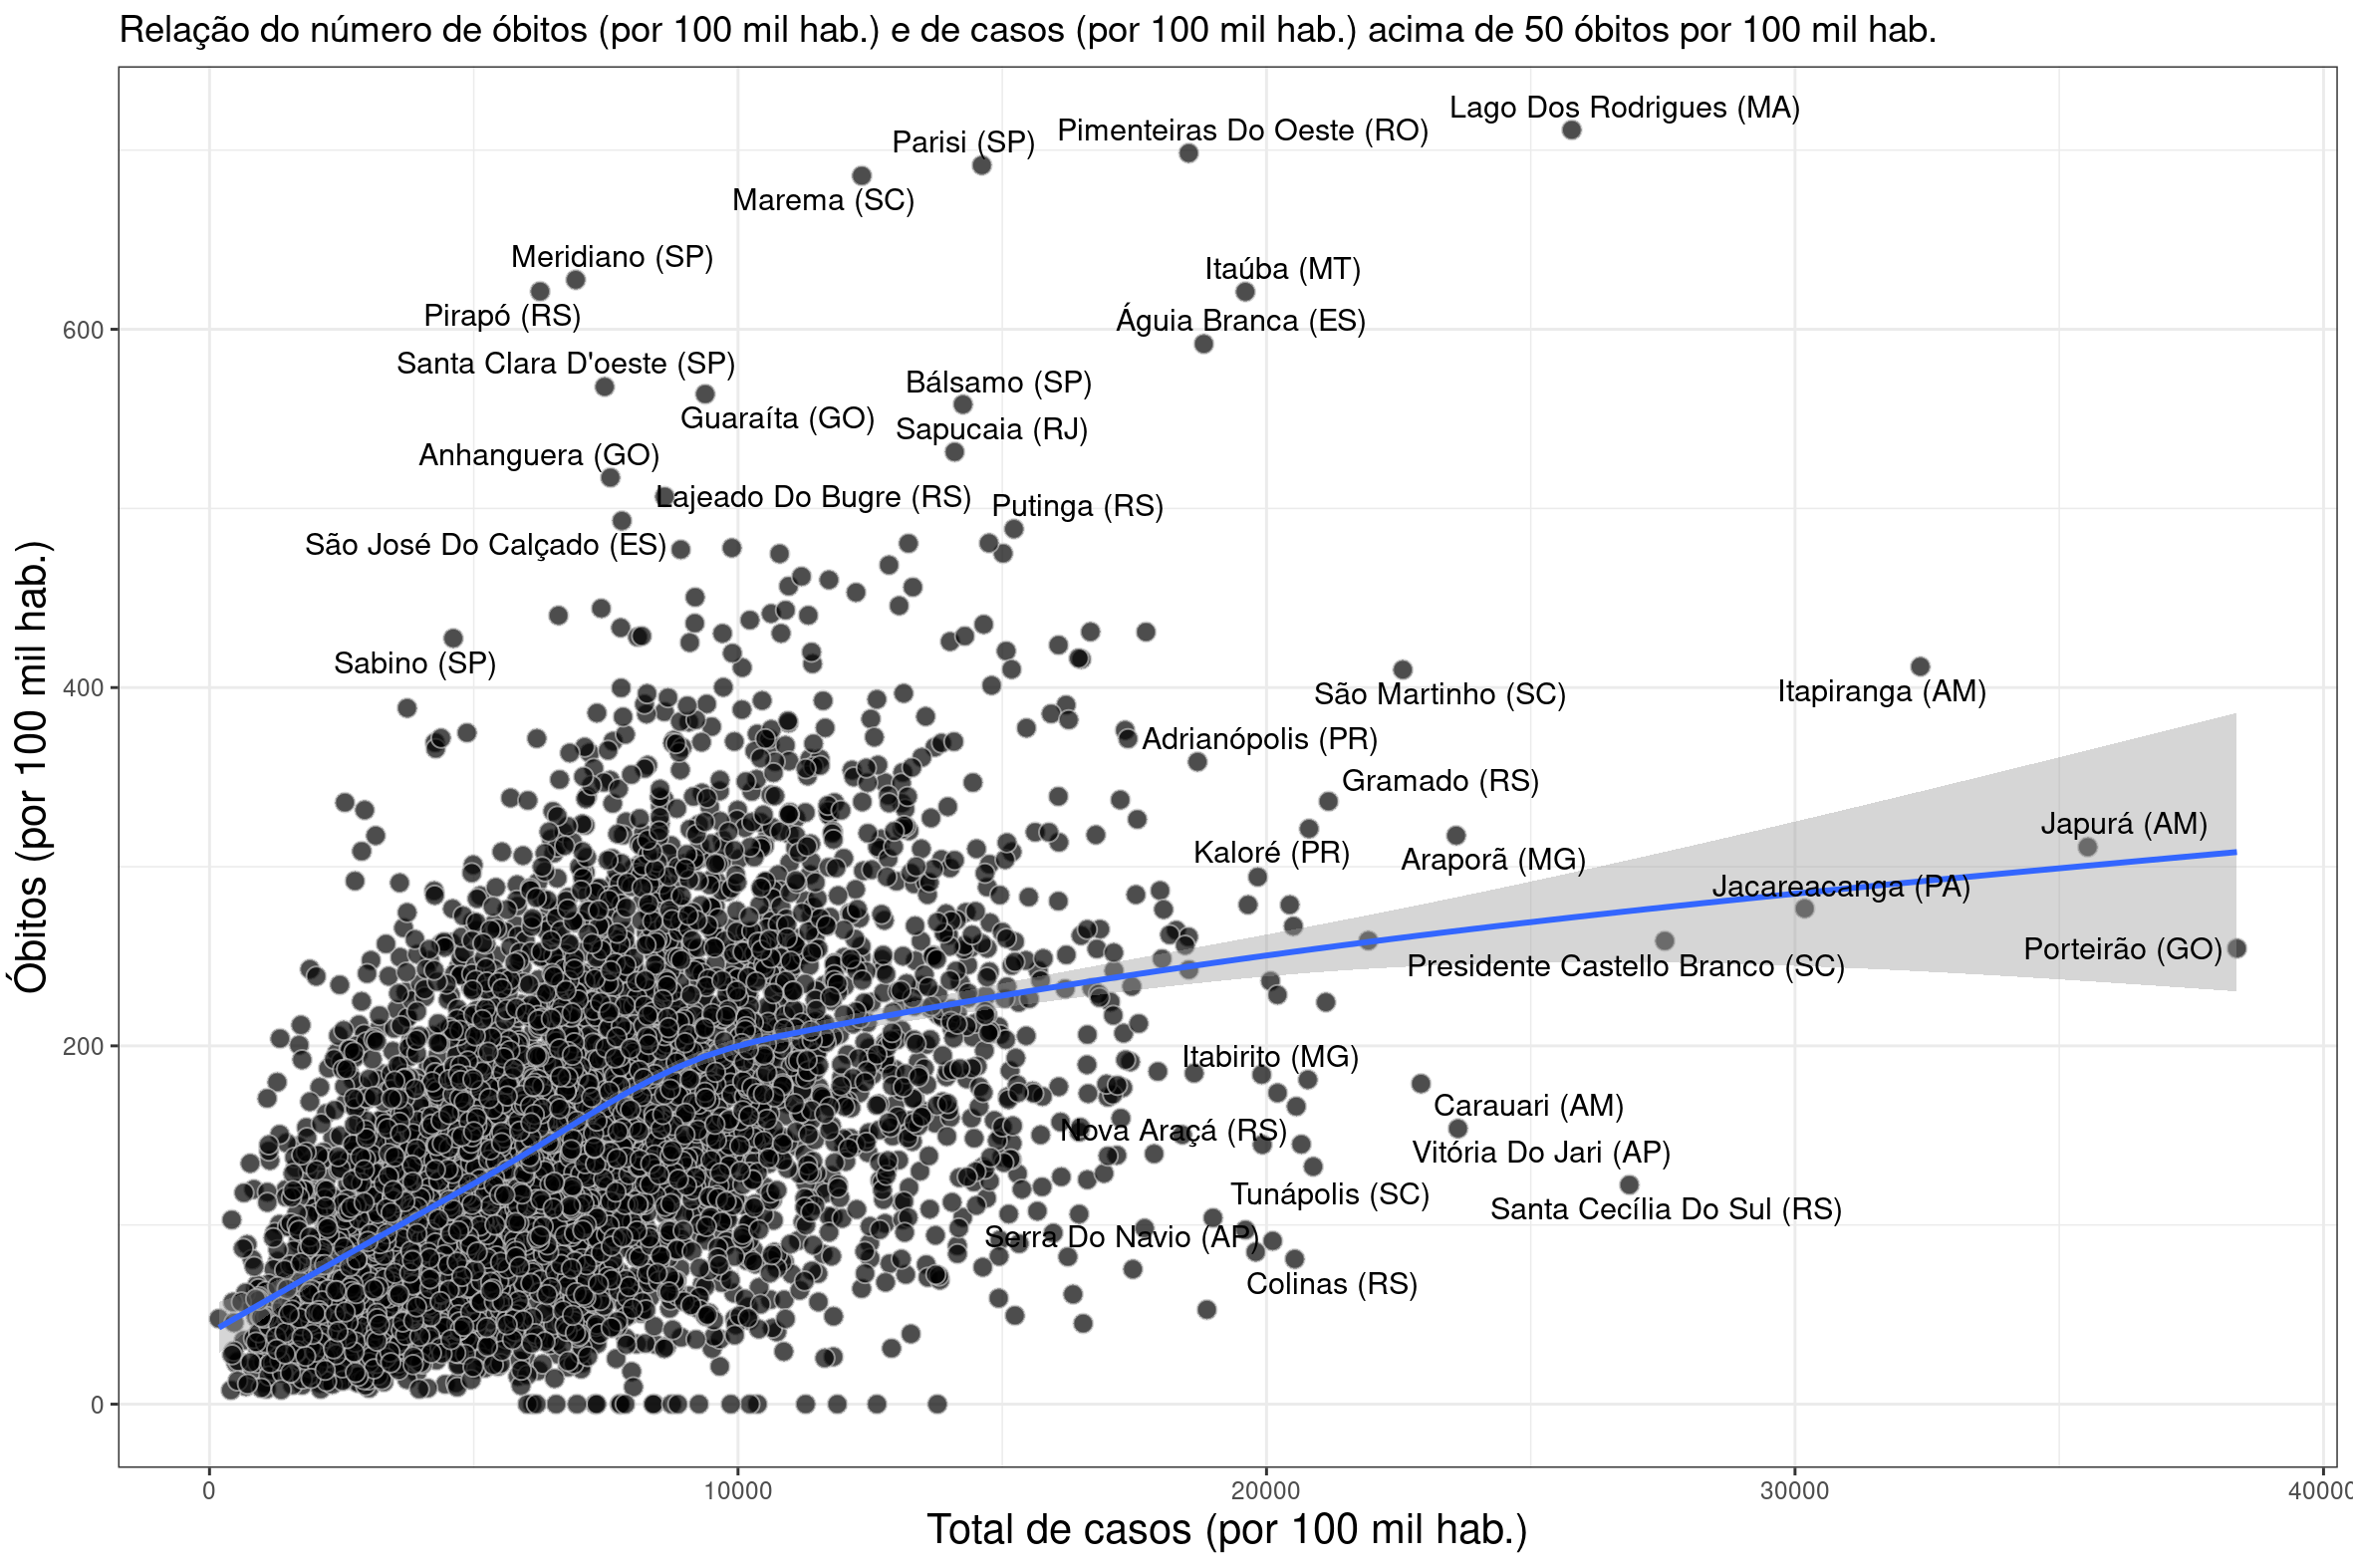 Relação do número de óbitos (por 100 mil hab.) e de casos (por 100 mil hab.) acima de 50 óbitos por 100 mil hab.
Lago Dos Rodrigues (MA)
Pimenteiras Do Oeste (RO)
Parisi (SP)
Marema (SC)
Meridiano (SP)
Itaúba (MT)
Pirapó (RS)
Águia Branca (ES)
600
Santa Clara D'oeste (SP)
Bálsamo (SP)
Guaraíta (GO)
Sapucaia (RJ)
Anhanguera (GO)
Lajeado Do Bugre (RS)
Putinga (RS)
São José Do Calçado (ES)
Sabino (SP)
400
São Martinho (SC)
Itapiranga (AM)
Adrianópolis (PR)
Gramado (RS)
Japurá (AM)
Kaloré (PR)
Araporã (MG)
Jacareacanga (PA)
Porteirão (GO)
Presidente Castello Branco (SC)
200
Itabirito (MG)
Carauari (AM)
Nova Araçá (RS)
Vitória Do Jari (AP)
Tunápolis (SC)
Santa Cecília Do Sul (RS)
Serra Do Navio (AP)
Colinas (RS)
0
Óbitos (por 100 mil hab.)
0 10000 20000 30000 40000
Total de casos (por 100 mil hab.)